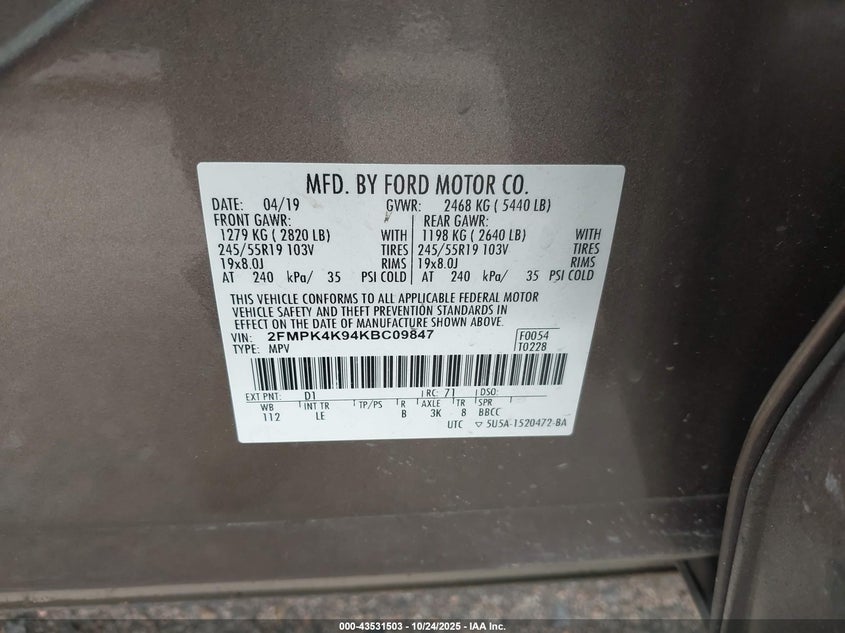 MFD. BY FORD MOTOR CO.
DATE: 04/19 GVWR: 2468 KG ( 5440 LB)
FRONT GAWR: REAR GAWR:
1279 KG ( 2820 LB) WITH 1198 KG ( 2640 LB) WITH
245/55R19 103V TIRES 245/55R19 103V TIRES
19x8.0J RIMS 19x8.0J RIMS
AT 240 kPa/ 35 PSI COLD AT 240 kPa/ 35 PSI COLD
THIS VEHICLE CONFORMS TO ALL APPLICABLE FEDERAL MOTOR
VEHICLE SAFETY AND THEFT PREVENTION STANDARDS IN
EFFECT ON THE DATE OF MANUFACTURE SHOWN ABOVE.
VIN: 2FMPK4K94KBC09847 F0054
TYPE: MPV T0228
EXT PNT: D1 RC: 71 DSO:
WB INT TR TP/PS R AXLE TR SPR
112 LE B 3K 8 BBCC
UTC ▽ 5U5A-1520472-BA
000-43531503 - 10/24/2025 - IAA Inc.